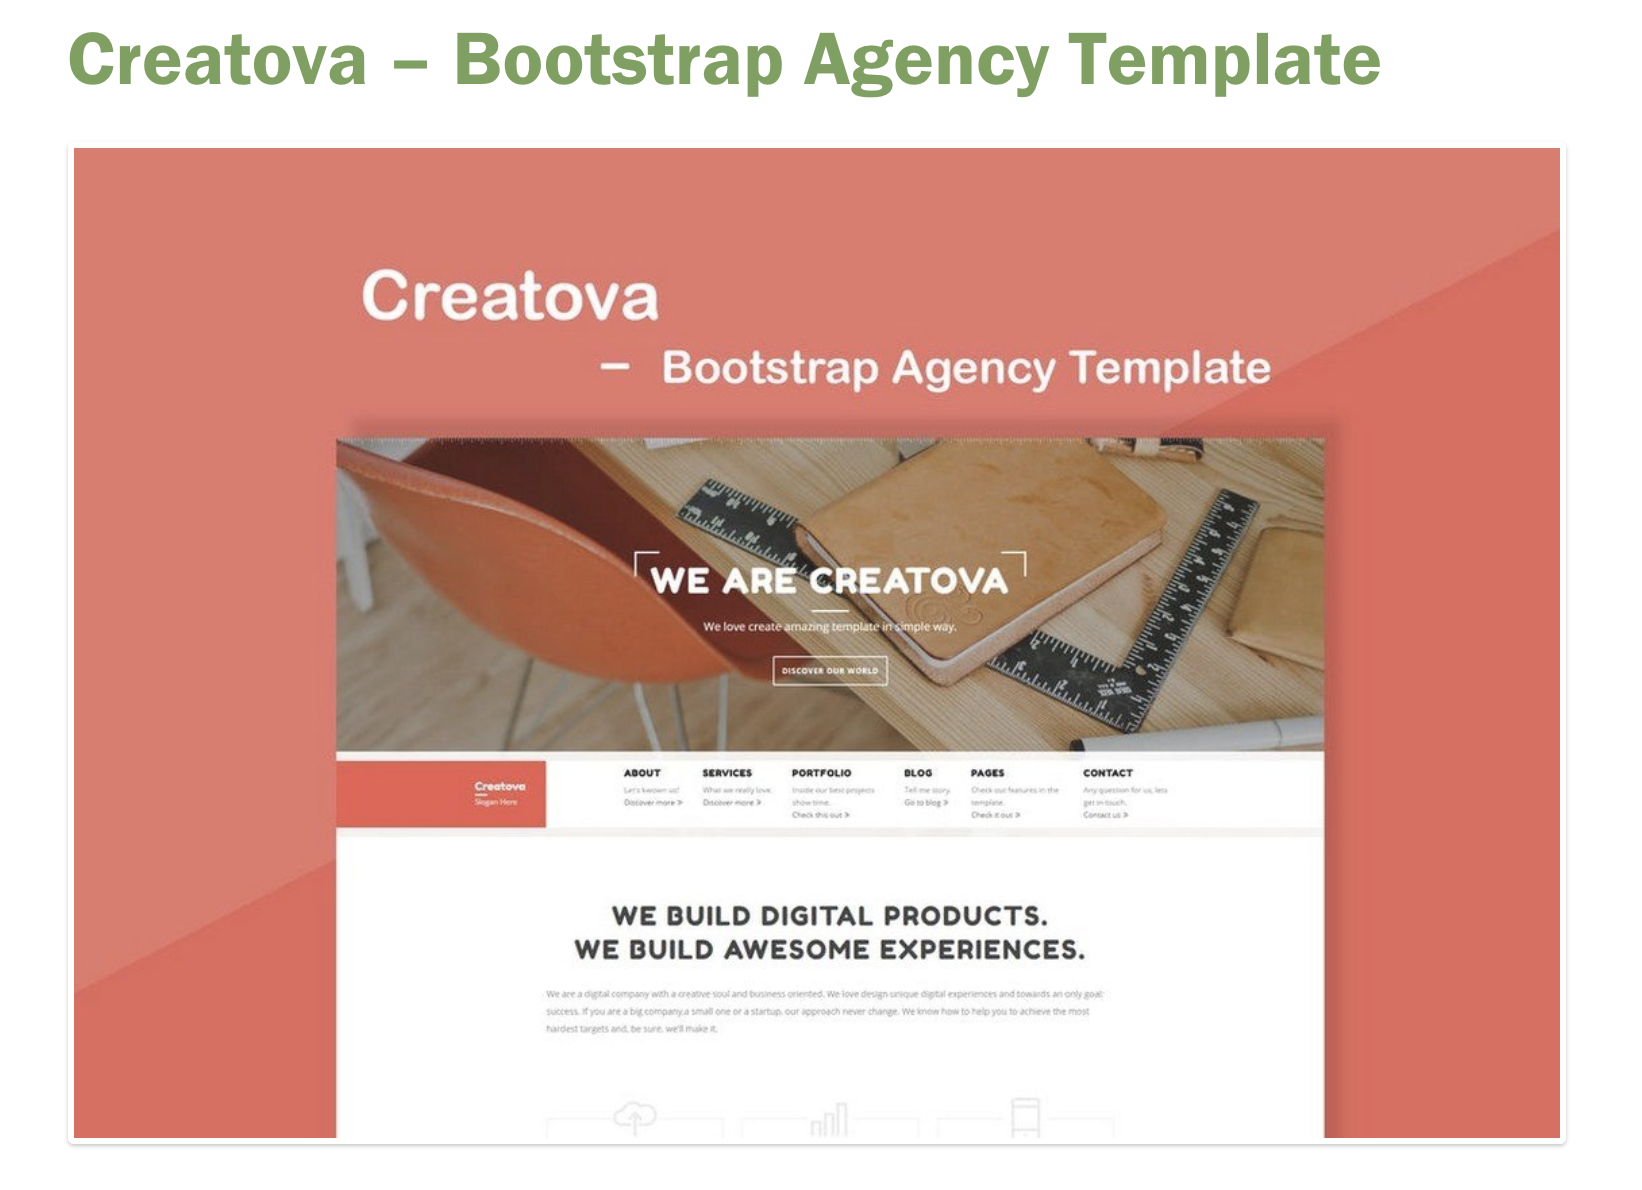 Creatova – Bootstrap Agency Template
Creatova
– Bootstrap Agency Template
WE ARE CREATOVA
We love create amazing template in simple way.
DISCOVER OUR WORLD
Creatova
Slogan Here
ABOUT
Let's kwown us!
Discover more »
SERVICES
What we really love.
Discover more »
PORTFOLIO
Inside our best projects
show time.
Check this out »
BLOG
Tell me story.
Go to blog »
PAGES
Check out features in the
template.
Check it out »
CONTACT
Any question for us, lets
get in touch.
Contact us »
WE BUILD DIGITAL PRODUCTS.
WE BUILD AWESOME EXPERIENCES.
We are a digital company with a creative soul and business oriented. We love design unique digital experiences and towards an only goal:
success. If you are a big company,a small one or a startup, our approach never change. We know how to help you to achieve the most
hardest targets and, be sure, we'll make it.